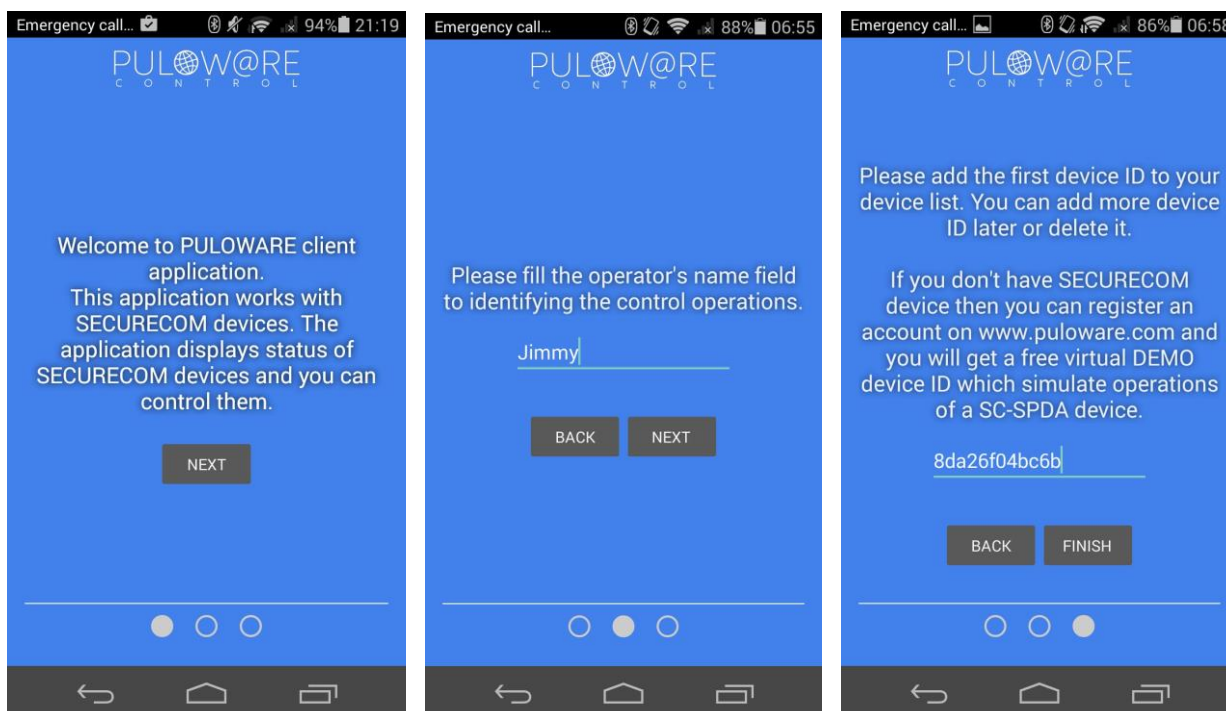 Emergency call... 94% 21:19
PULOW@RE
CONTROL
Welcome to PULOWARE client
application.
This application works with
SECURECOM devices. The
application displays status of
SECURECOM devices and you can
control them.
NEXT
Emergency call... 88% 06:55
PULOW@RE
CONTROL
Please fill the operator's name field
to identifying the control operations.
Jimmy
BACK NEXT
Emergency call... 86% 06:58
PULOW@RE
CONTROL
Please add the first device ID to your
device list. You can add more device
ID later or delete it.
If you don't have SECURECOM
device then you can register an
account on www.puloware.com and
you will get a free virtual DEMO
device ID which simulate operations
of a SC-SPDA device.
8da26f04bc6b
BACK FINISH